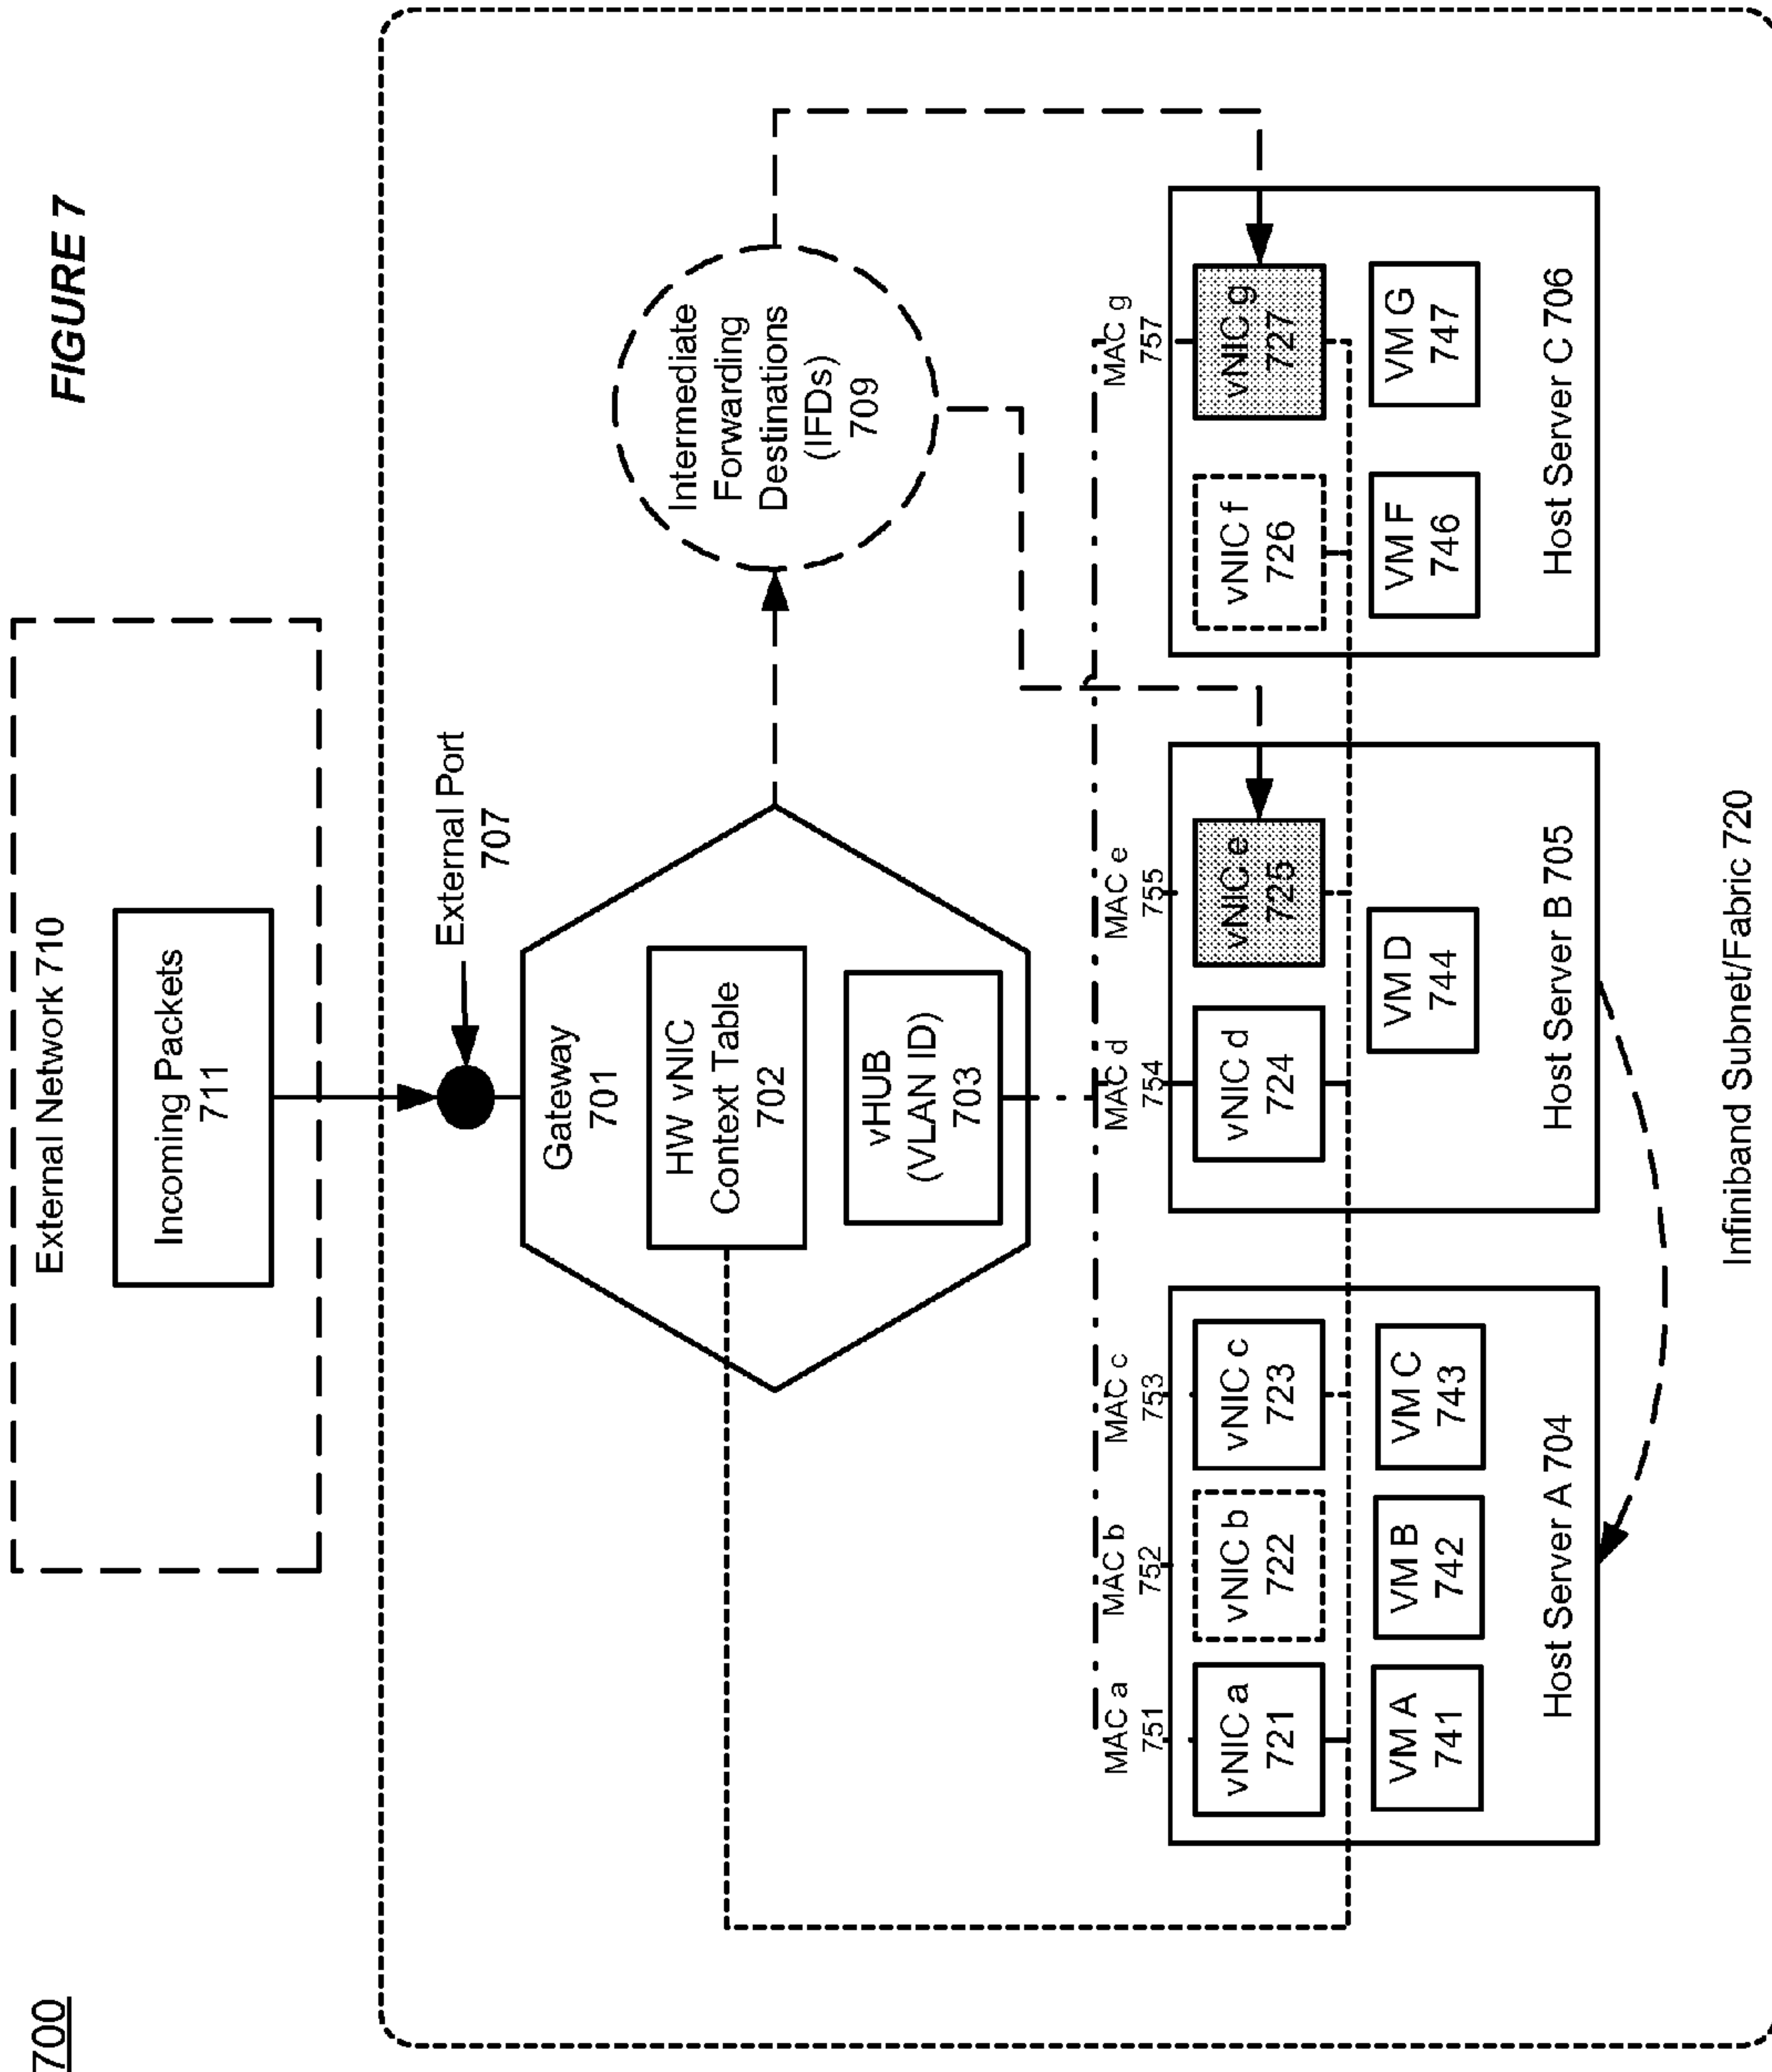 700
FIGURE 7
External Network 710
Incoming Packets
711
External Port
707
Gateway
701
HW vNIC
Context Table
702
vHUB
(VLAN ID)
703
Intermediate
Forwarding
Destinations
(IFDs)
709
MAC a
751
MAC b
752
MAC c
753
MAC d
754
MAC e
755
MAC g
757
vNIC a
721
vNIC b
722
vNIC c
723
VM A
741
VM B
742
VM C
743
Host Server A 704
vNIC d
724
vNIC e
725
VM D
744
Host Server B 705
vNIC f
726
vNIC g
727
VM F
746
VM G
747
Host Server C 706
Infiniband Subnet/Fabric 720